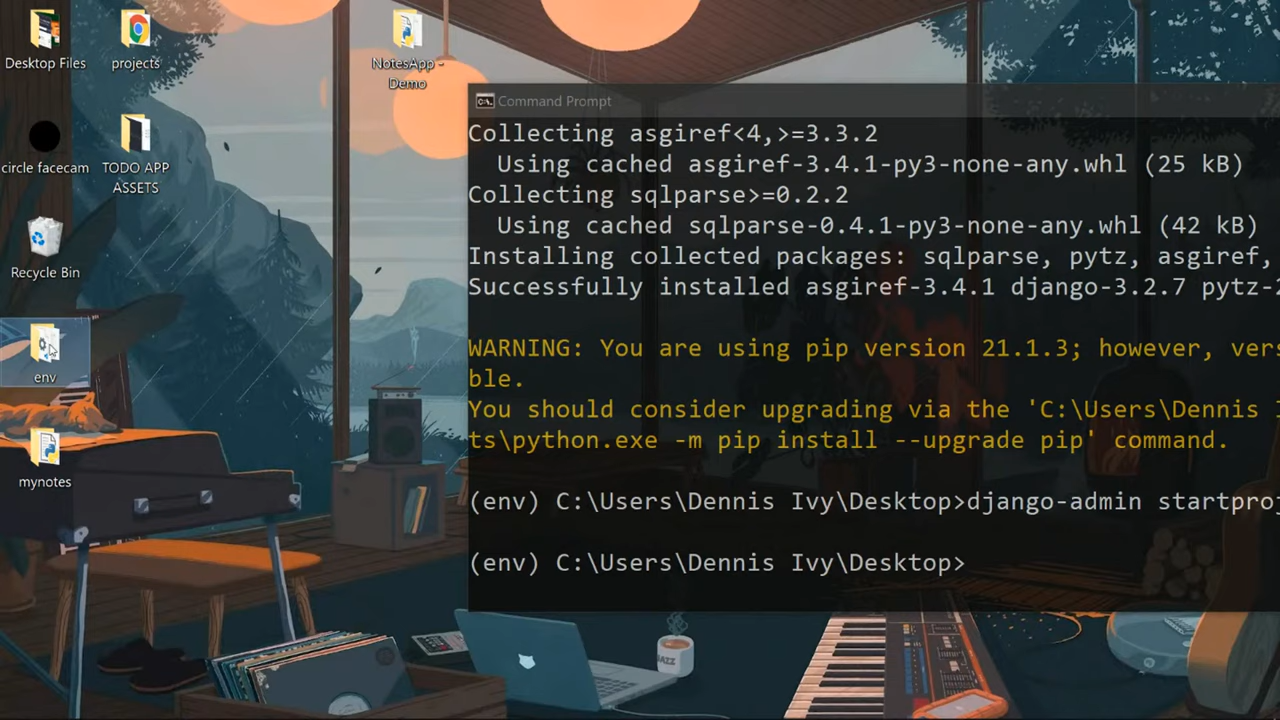 Desktop Files
projects
NotesApp -
Demo
circle facecam
TODO APP
ASSETS
Recycle Bin
env
mynotes
Command Prompt
Collecting asgiref<4,>=3.3.2
Using cached asgiref-3.4.1-py3-none-any.whl (25 kB)
Collecting sqlparse>=0.2.2
Using cached sqlparse-0.4.1-py3-none-any.whl (42 kB)
Installing collected packages: sqlparse, pytz, asgiref,
Successfully installed asgiref-3.4.1 django-3.2.7 pytz-2
WARNING: You are using pip version 21.1.3; however, vers
ble.
You should consider upgrading via the 'C:\Users\Dennis I
ts\python.exe -m pip install --upgrade pip' command.
(env) C:\Users\Dennis Ivy\Desktop>django-admin startproj
(env) C:\Users\Dennis Ivy\Desktop>
JAZZ